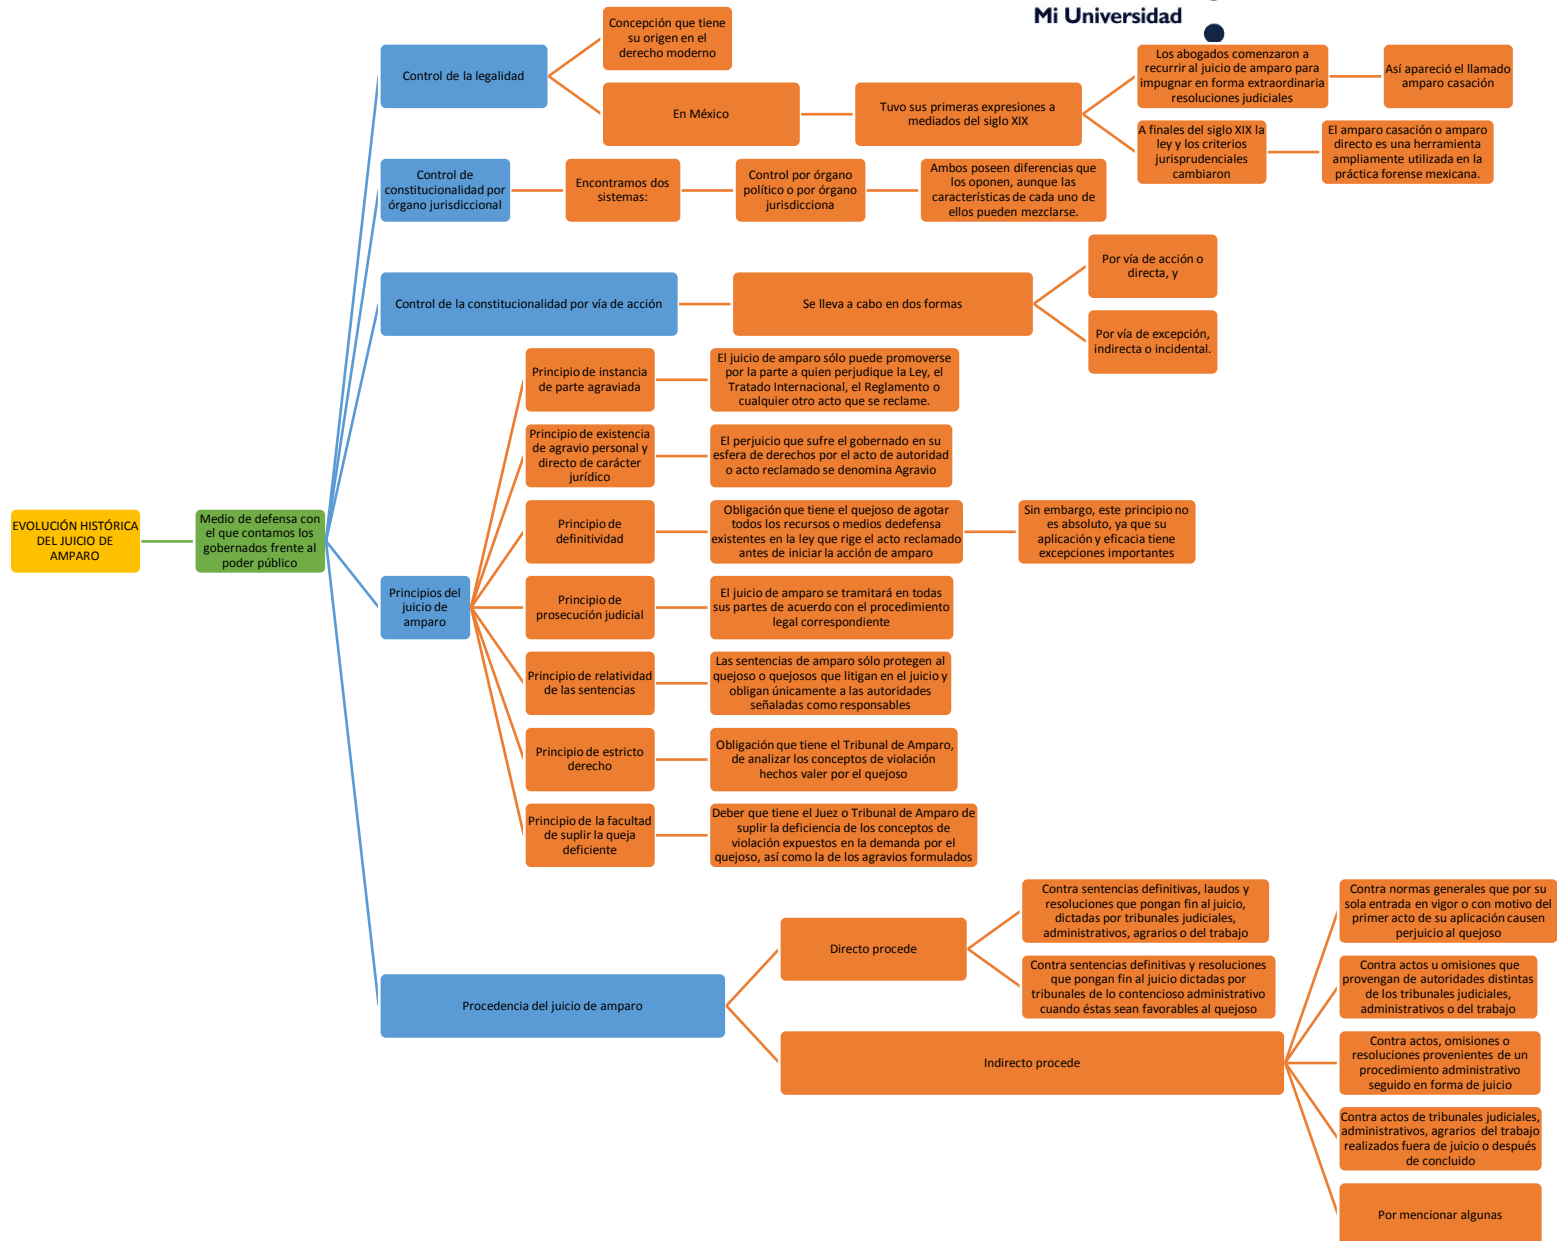 Mi Universidad
EVOLUCIÓN HISTÓRICA
DEL JUICIO DE
AMPARO
Medio de defensa con
el que contamos los
gobernados frente al
poder público
Control de la legalidad
Concepción que tiene
su origen en el
derecho moderno
En México
Tuvo sus primeras expresiones a
mediados del siglo XIX
Los abogados comenzaron a
recurrir al juicio de amparo para
impugnar en forma extraordinaria
resoluciones judiciales
Así apareció el llamado
amparo casación
A finales del siglo XIX la
ley y los criterios
jurisprudenciales
cambiaron
El amparo casación o amparo
directo es una herramienta
ampliamente utilizada en la
práctica forense mexicana.
Control de
constitucionalidad por
órgano jurisdiccional
Encontramos dos
sistemas:
Control por órgano
político o por órgano
jurisdicciona
Ambos poseen diferencias que
los oponen, aunque las
características de cada uno de
ellos pueden mezclarse.
Control de la constitucionalidad por vía de acción
Se lleva a cabo en dos formas
Por vía de acción o
directa, y
Por vía de excepción,
indirecta o incidental.
Principios del
juicio de
amparo
Principio de instancia
de parte agraviada
El juicio de amparo sólo puede promoverse
por la parte a quien perjudique la Ley, el
Tratado Internacional, el Reglamento o
cualquier otro acto que se reclame.
Principio de existencia
de agravio personal y
directo de carácter
jurídico
El perjuicio que sufre el gobernado en su
esfera de derechos por el acto de autoridad
o acto reclamado se denomina Agravio
Principio de
definitividad
Obligación que tiene el quejoso de agotar
todos los recursos o medios dedefensa
existentes en la ley que rige el acto reclamado
antes de iniciar la acción de amparo
Sin embargo, este principio no
es absoluto, ya que su
aplicación y eficacia tiene
excepciones importantes
Principio de
prosecución judicial
El juicio de amparo se tramitará en todas
sus partes de acuerdo con el procedimiento
legal correspondiente
Principio de relatividad
de las sentencias
Las sentencias de amparo sólo protegen al
quejoso o quejosos que litigan en el juicio y
obligan únicamente a las autoridades
señaladas como responsables
Principio de estricto
derecho
Obligación que tiene el Tribunal de Amparo,
de analizar los conceptos de violación
hechos valer por el quejoso
Principio de la facultad
de suplir la queja
deficiente
Deber que tiene el Juez o Tribunal de Amparo de
suplir la deficiencia de los conceptos de
violación expuestos en la demanda por el
quejoso, así como la de los agravios formulados
Procedencia del juicio de amparo
Directo procede
Contra sentencias definitivas, laudos y
resoluciones que pongan fin al juicio,
dictadas por tribunales judiciales,
administrativos, agrarios o del trabajo
Contra sentencias definitivas y resoluciones
que pongan fin al juicio dictadas por
tribunales de lo contencioso administrativo
cuando éstas sean favorables al quejoso
Indirecto procede
Contra normas generales que por su
sola entrada en vigor o con motivo del
primer acto de su aplicación causen
perjuicio al quejoso
Contra actos u omisiones que
provengan de autoridades distintas
de los tribunales judiciales,
administrativos o del trabajo
Contra actos, omisiones o
resoluciones provenientes de un
procedimiento administrativo
seguido en forma de juicio
Contra actos de tribunales judiciales,
administrativos, agrarios del trabajo
realizados fuera de juicio o después
de concluido
Por mencionar algunas